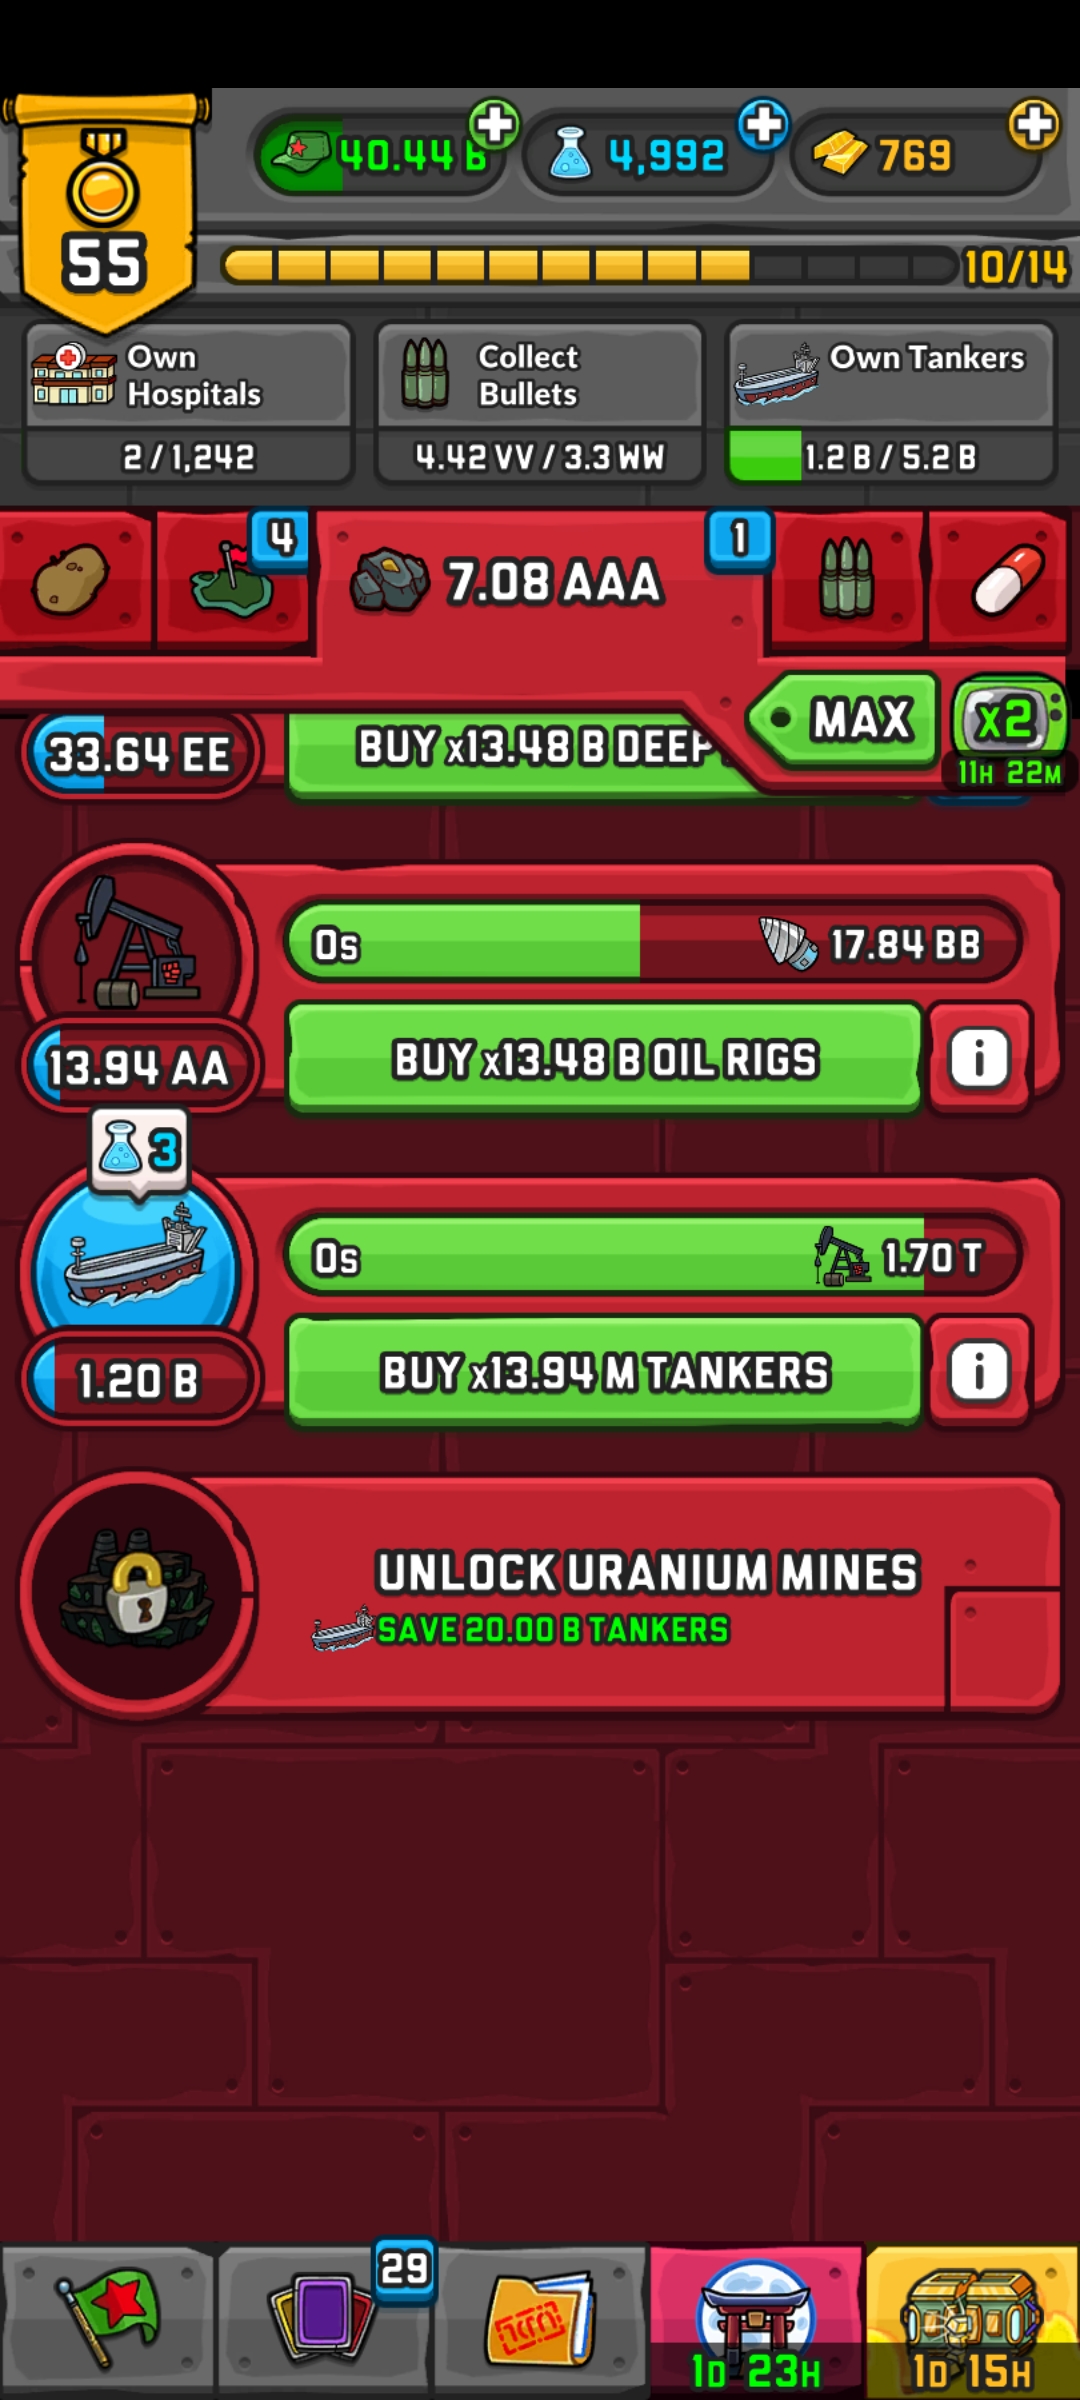 55
40.44 B
4,992
769
10/14
Own
Hospitals
2 / 1,242
Collect
Bullets
4.42 VV / 3.3 WW
Own Tankers
1.2 B / 5.2 B
4
7.08 AAA
1
MAX
x2
11H 22M
33.64 EE
BUY x13.48 B DEEP
0s
17.84 BB
13.94 AA
BUY x13.48 B OIL RIGS
i
3
0s
1.70 T
1.20 B
BUY x13.94 M TANKERS
i
UNLOCK URANIUM MINES
SAVE 20.00 B TANKERS
29
1D 23H
1D 15H